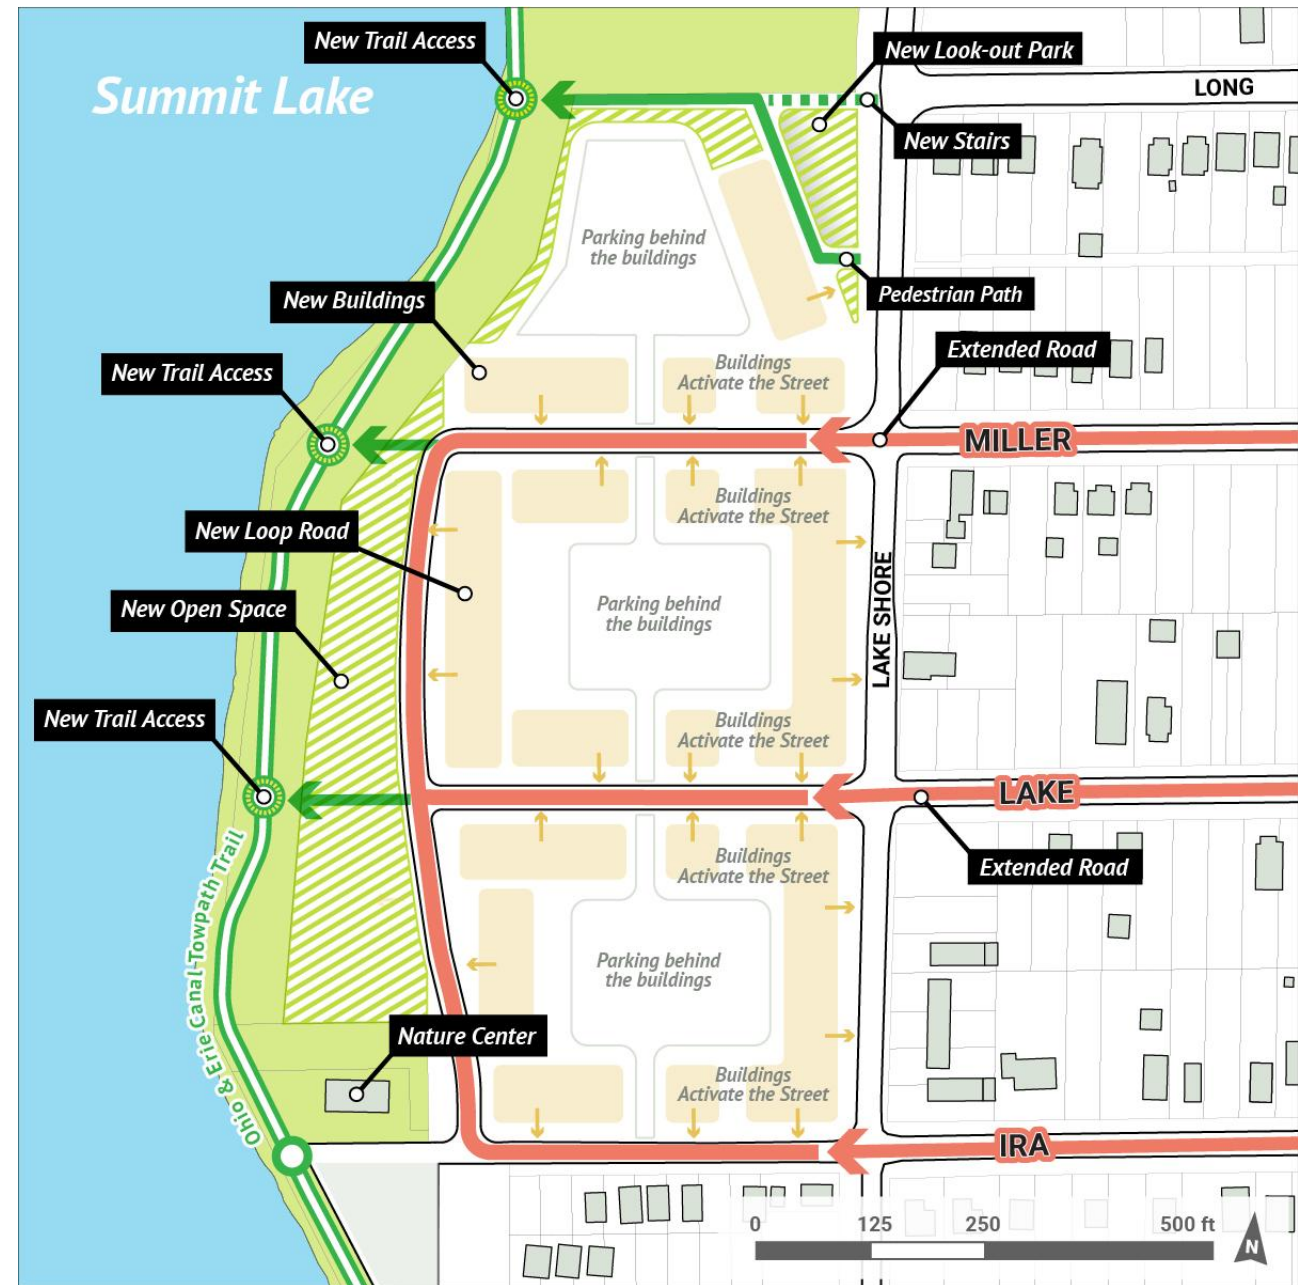 New Trail Access
New Look-out Park
LONG
Summit Lake
New Stairs
Parking behind
the buildings
New Buildings
Pedestrian Path
Extended Road
New Trail Access
Buildings
Activate the Street
MILLER
Buildings
Activate the Street
New Loop Road
LAKE SHORE
New Open Space
Parking behind
the buildings
New Trail Access
Buildings
Activate the Street
LAKE
Extended Road
Buildings
Activate the Street
Ohio & Erie Canal Towpath Trail
Parking behind
the buildings
Nature Center
Buildings
Activate the Street
IRA
0 125 250 500 ft
N